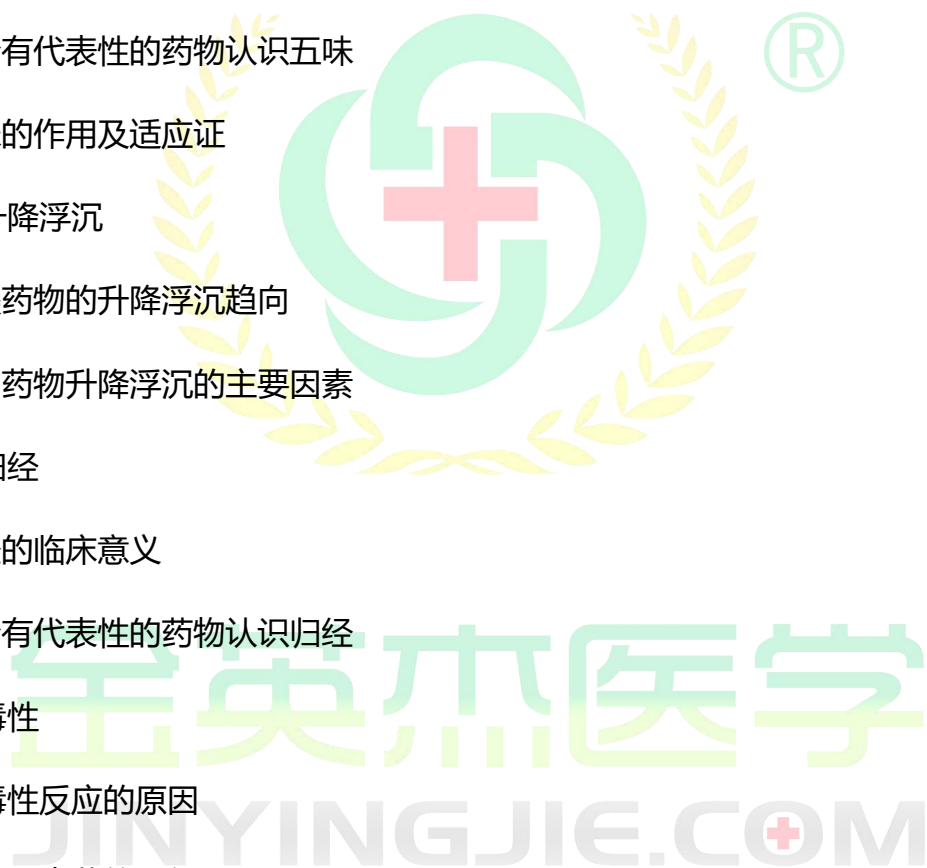 有代表性的药物认识五味
®
的作用及适应证
降浮沉
药物的升降浮沉趋向
药物升降浮沉的主要因素
归经
的临床意义
有代表性的药物认识归经
金英杰医学
毒性
毒性反应的原因
JINYINGJIE.COM